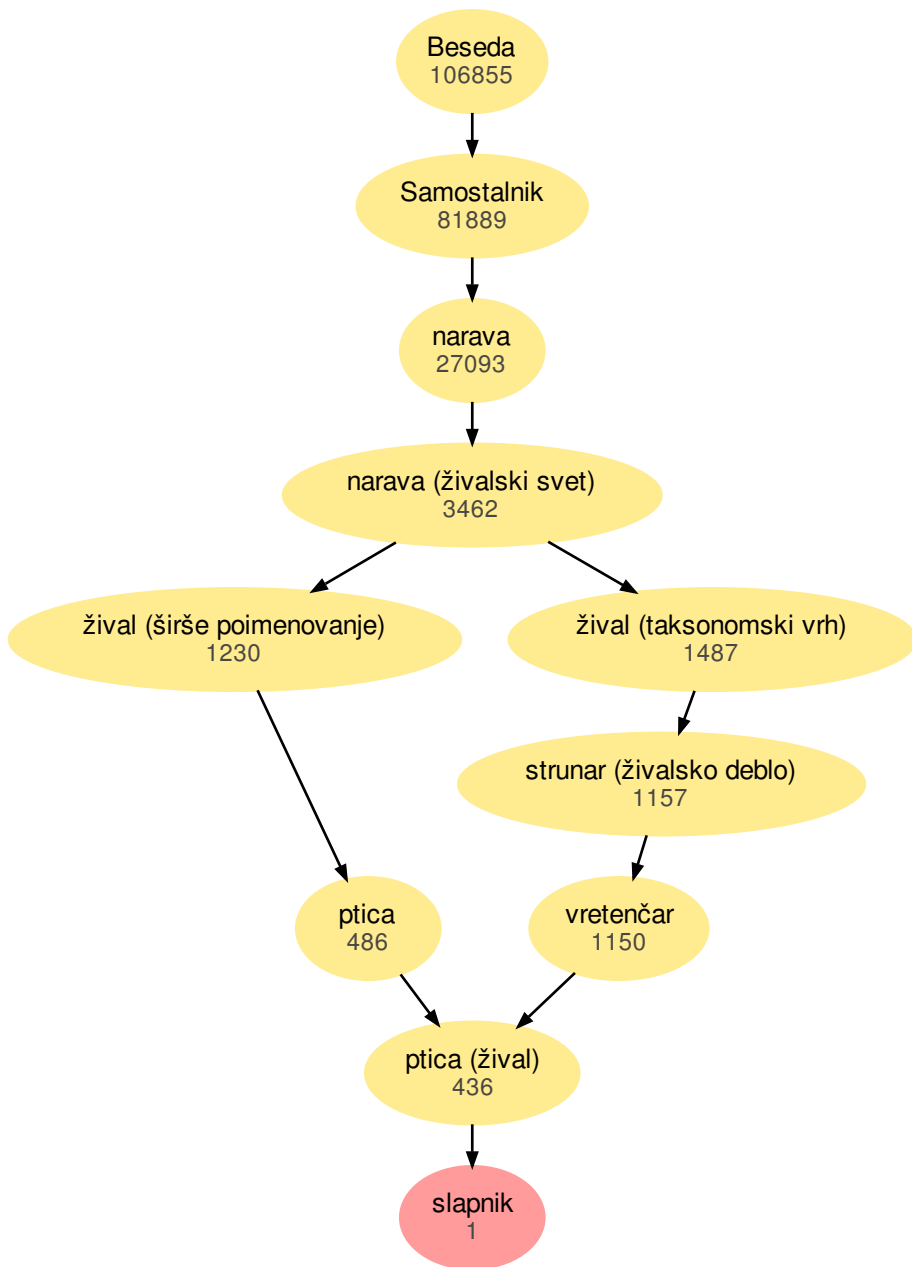 Beseda
106855
Samostalnik
81889
narava
27093
narava (živalski svet)
3462
žival (širše poimenovanje)
1230
žival (taksonomski vrh)
1487
strunar (živalsko deblo)
1157
ptica
486
vretenčar
1150
ptica (žival)
436
slapnik
1